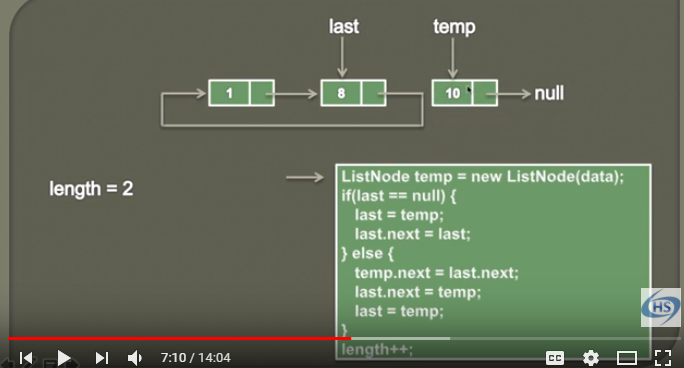 last temp
1 8 10 null
length = 2
ListNode temp = new ListNode(data);
if(last == null) {
last = temp;
last.next = last;
} else {
temp.next = last.next;
last.next = temp;
last = temp;
}
length++;
HS
7:10 / 14:04
CC